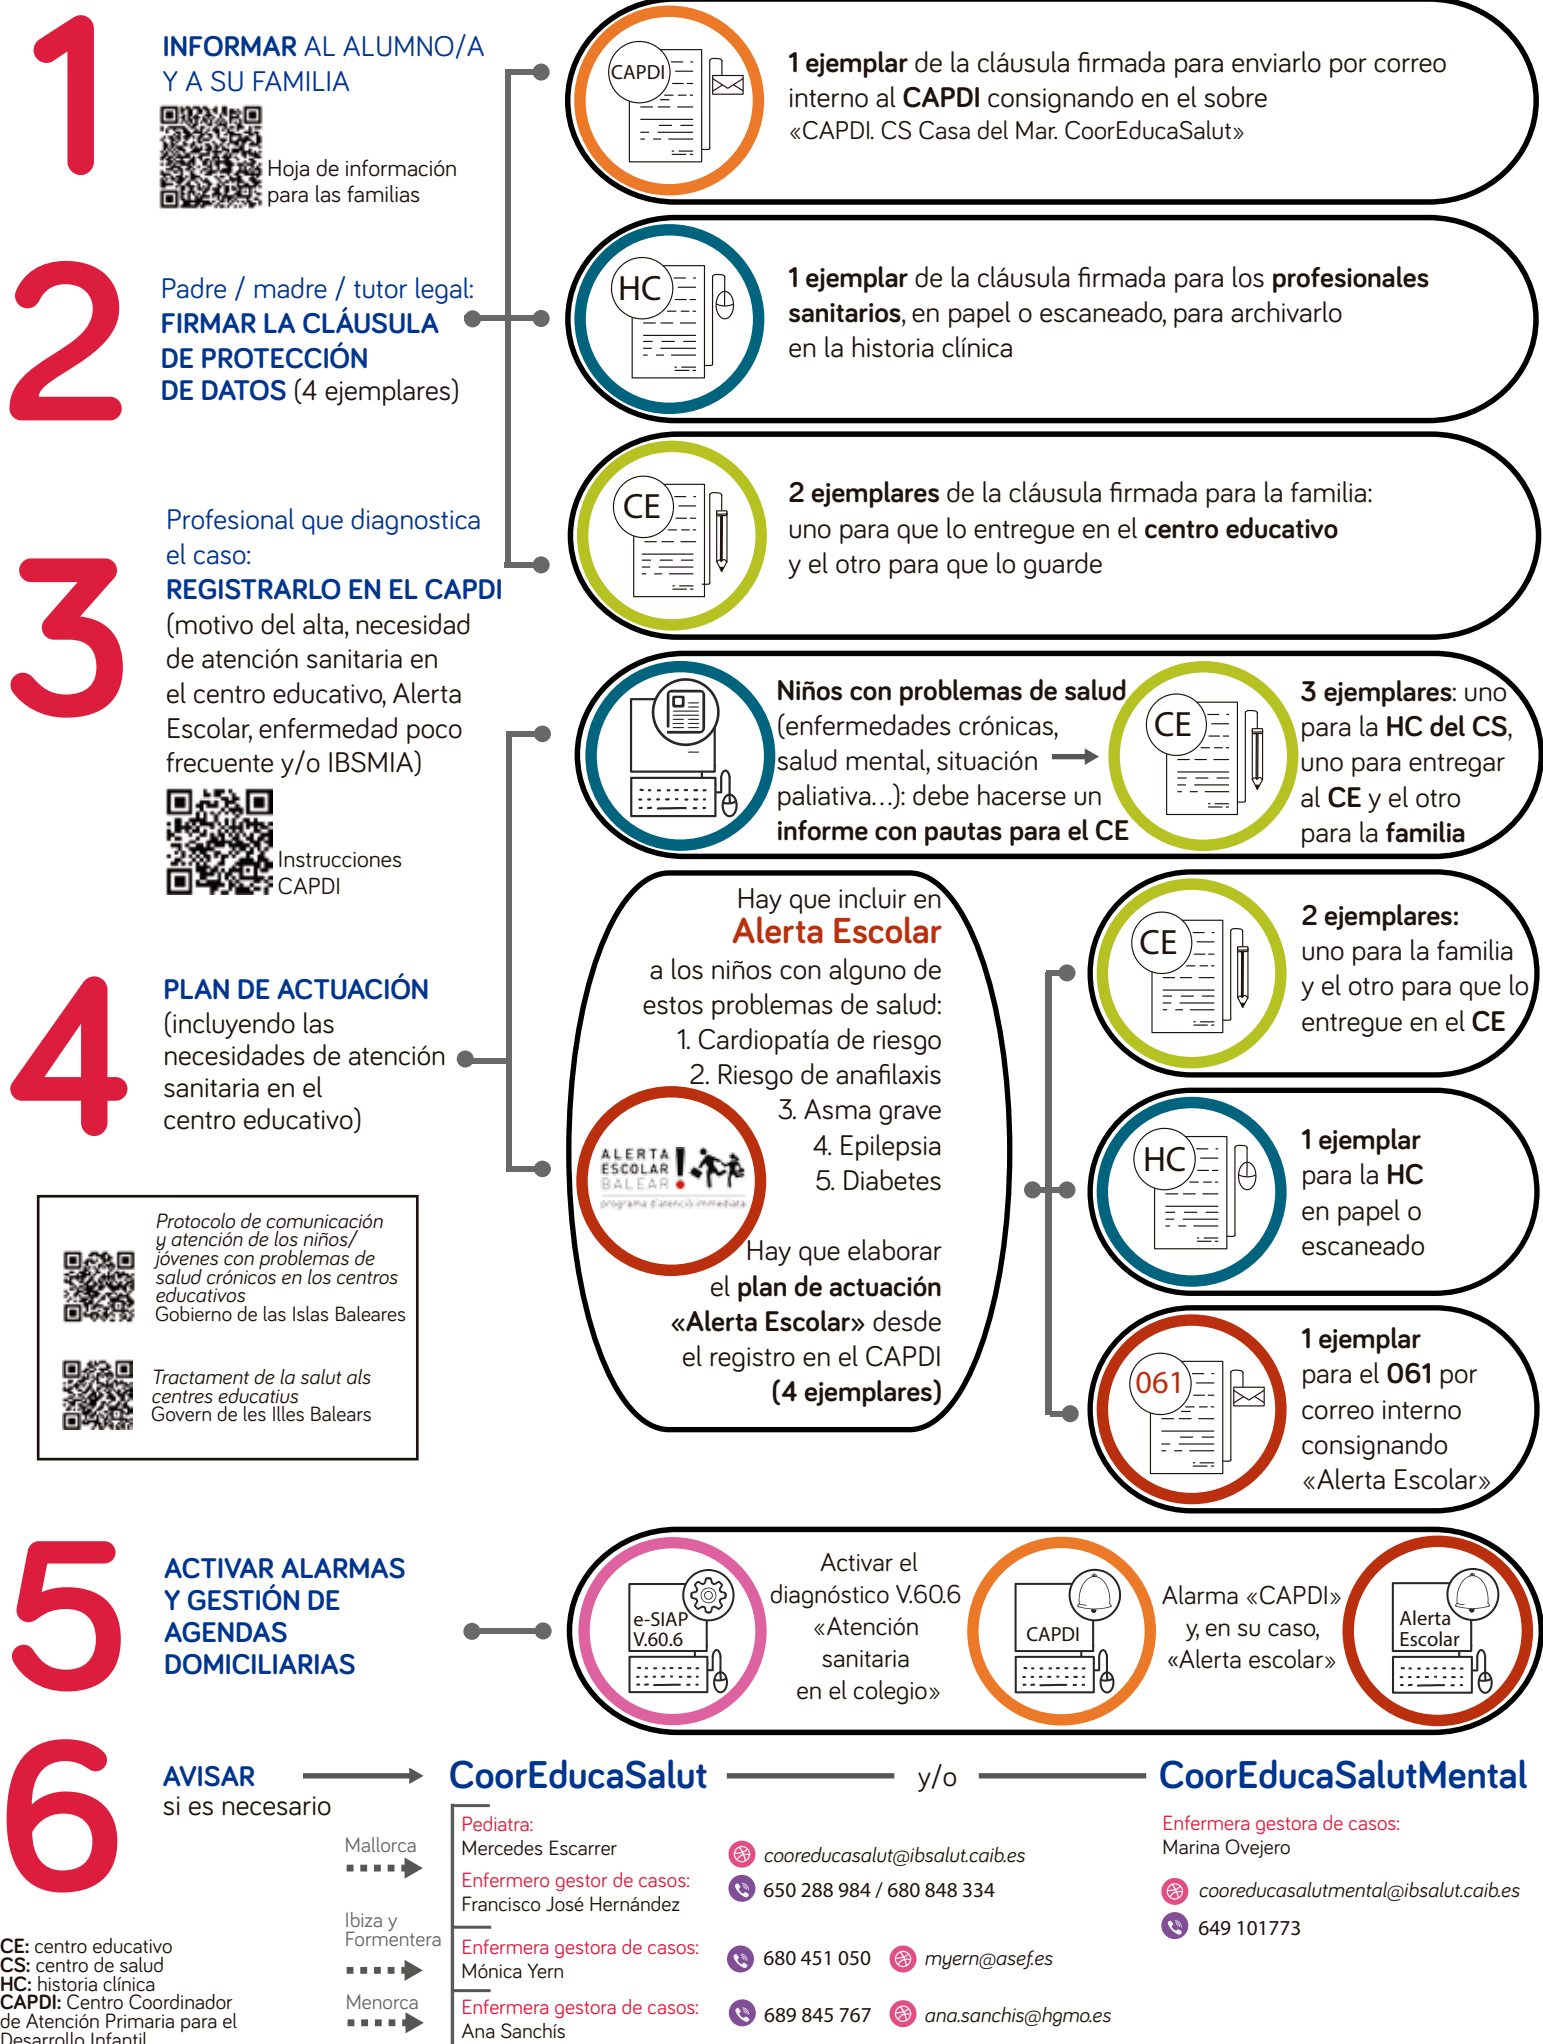 1
INFORMAR AL ALUMNO/A
Y A SU FAMILIA
Hoja de información
para las familias
2
Padre / madre / tutor legal:
FIRMAR LA CLÁUSULA
DE PROTECCIÓN
DE DATOS (4 ejemplares)
CAPDI
1 ejemplar de la cláusula firmada para enviarlo por correo
interno al CAPDI consignando en el sobre
«CAPDI. CS Casa del Mar. CoorEducaSalut»
HC
1 ejemplar de la cláusula firmada para los profesionales
sanitarios, en papel o escaneado, para archivarlo
en la historia clínica
CE
2 ejemplares de la cláusula firmada para la familia:
uno para que lo entregue en el centro educativo
y el otro para que lo guarde
3
Profesional que diagnostica
el caso:
REGISTRARLO EN EL CAPDI
(motivo del alta, necesidad
de atención sanitaria en
el centro educativo, Alerta
Escolar, enfermedad poco
frecuente y/o IBSMIA)
Instrucciones
CAPDI
4
PLAN DE ACTUACIÓN
(incluyendo las
necesidades de atención
sanitaria en el
centro educativo)
Niños con problemas de salud
(enfermedades crónicas,
salud mental, situación
paliativa...): debe hacerse un
informe con pautas para el CE
CE
3 ejemplares: uno
para la HC del CS,
uno para entregar
al CE y el otro
para la familia
Hay que incluir en
Alerta Escolar
a los niños con alguno de
estos problemas de salud:
1. Cardiopatía de riesgo
2. Riesgo de anafilaxis
3. Asma grave
4. Epilepsia
5. Diabetes
ALERTA
ESCOLAR
BALEAR
programa d'atenció immediata
Hay que elaborar
el plan de actuación
«Alerta Escolar» desde
el registro en el CAPDI
(4 ejemplares)
CE
2 ejemplares:
uno para la familia
y el otro para que lo
entregue en el CE
HC
1 ejemplar
para la HC
en papel o
escaneado
061
1 ejemplar
para el 061 por
correo interno
consignando
«Alerta Escolar»
Protocolo de comunicación
y atención de los niños/
jóvenes con problemas de
salud crónicos en los centros
educativos
Gobierno de las Islas Baleares
Tractament de la salut als
centres educatius
Govern de les Illes Balears
5
ACTIVAR ALARMAS
Y GESTIÓN DE
AGENDAS
DOMICILIARIAS
e-SIAP
V.60.6
Activar el
diagnóstico V.60.6
«Atención
sanitaria
en el colegio»
CAPDI
Alarma «CAPDI»
y, en su caso,
«Alerta escolar»
Alerta
Escolar
6
AVISAR
si es necesario
CoorEducaSalut y/o CoorEducaSalutMental
Mallorca
Pediatra:
Mercedes Escarrer
Enfermero gestor de casos:
Francisco José Hernández
cooreducasalut@ibsalut.caib.es
650 288 984 / 680 848 334
Ibiza y
Formentera
Enfermera gestora de casos:
Mónica Yern
680 451 050 myern@asef.es
Menorca
Enfermera gestora de casos:
Ana Sanchís
689 845 767 ana.sanchis@hgmo.es
Enfermera gestora de casos:
Marina Ovejero
cooreducasalutmental@ibsalut.caib.es
649 101773
CE: centro educativo
CS: centro de salud
HC: historia clínica
CAPDI: Centro Coordinador
de Atención Primaria para el
Desarrollo Infantil